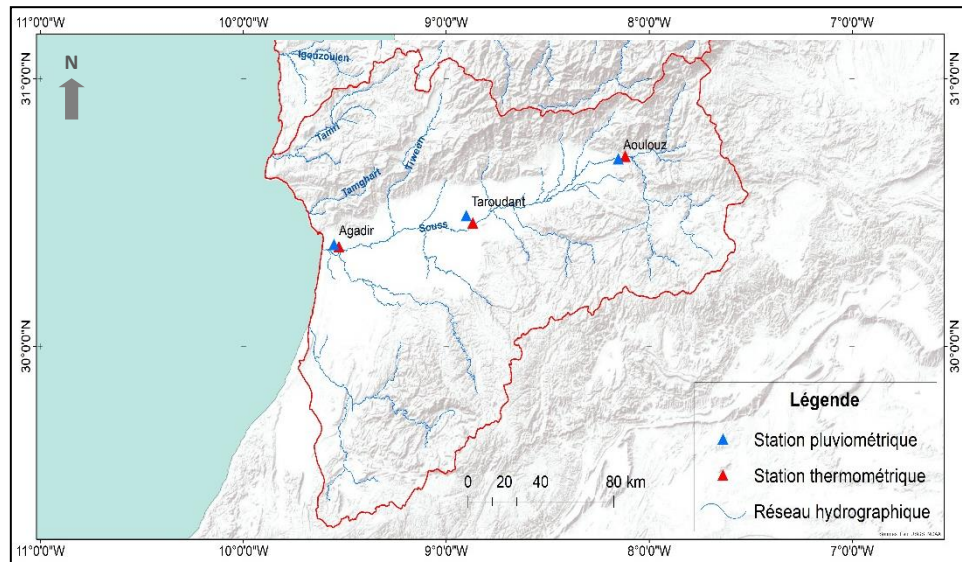 11°0'0"W 10°0'0"W 9°0'0"W 8°0'0"W 7°0'0"W
N
31°0'0"N
30°0'0"N
Igouzoulen
Tamri
Tiween
Tamghart
Souss
Aoulouz
Taroudant
Agadir
31°0'0"N
30°0'0"N
0 20 40 80 km
Légende
Station pluviométrique
Station thermométrique
Réseau hydrographique
11°0'0"W 10°0'0"W 9°0'0"W 8°0'0"W 7°0'0"W